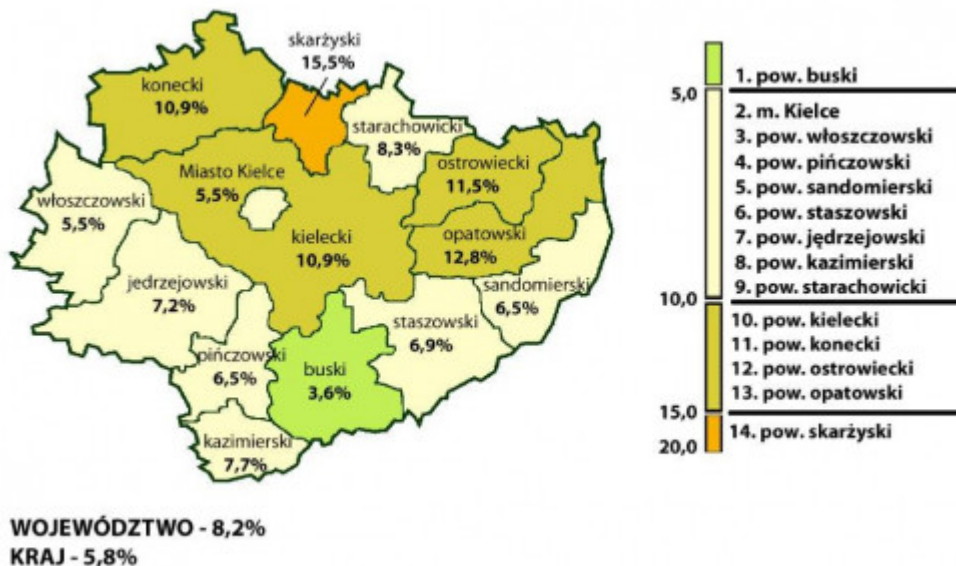 skarżyski
15,5%
konecki
10,9%
starachowicki
8,3%
Miasto Kielce
5,5%
ostrowiecki
11,5%
włoszczowski
5,5%
kielecki
10,9%
opatowski
12,8%
jedrzejowski
7,2%
sandomierski
6,5%
staszowski
6,9%
pińczowski
6,5%
buski
3,6%
kazimierski
7,7%
WOJEWÓDZTWO - 8,2%
KRAJ - 5,8%
1. pow. buski
5,0
2. m. Kielce
3. pow. włoszczowski
4. pow. pińczowski
5. pow. sandomierski
6. pow. staszowski
7. pow. jędrzejowski
8. pow. kazimierski
9. pow. starachowicki
10,0
10. pow. kielecki
11. pow. konecki
12. pow. ostrowiecki
13. pow. opatowski
15,0
14. pow. skarżyski
20,0